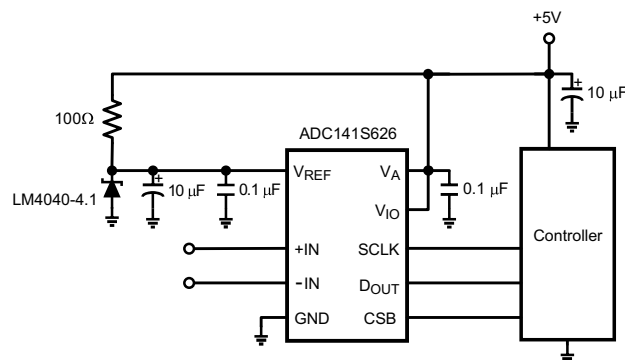 +5V
10 μF
100Ω
ADC141S626
VREF
VA
LM4040-4.1
10 μF
0.1 μF
0.1 μF
VIO
Controller
+IN
SCLK
-IN
DOUT
GND
CSB